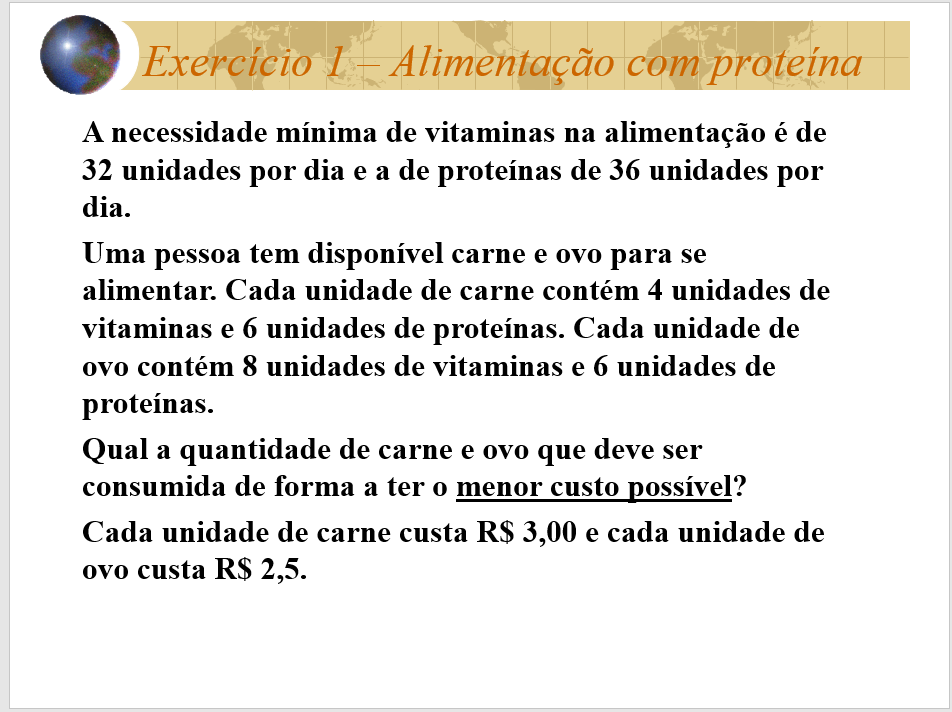 Exercício 1 – Alimentação com proteína
A necessidade mínima de vitaminas na alimentação é de
32 unidades por dia e a de proteínas de 36 unidades por
dia.
Uma pessoa tem disponível carne e ovo para se
alimentar. Cada unidade de carne contém 4 unidades de
vitaminas e 6 unidades de proteínas. Cada unidade de
ovo contém 8 unidades de vitaminas e 6 unidades de
proteínas.
Qual a quantidade de carne e ovo que deve ser
consumida de forma a ter o menor custo possível?
Cada unidade de carne custa R$ 3,00 e cada unidade de
ovo custa R$ 2,5.